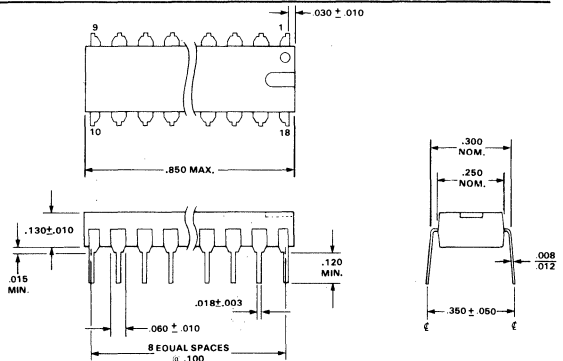 .030 ± .010
9
1
10
18
.850 MAX.
.300
NOM.
.250
NOM.
.130±.010
.015
MIN.
.120
MIN.
.008
.012
.018±.003
.060 ± .010
.350 ± .050
℄
℄
8 EQUAL SPACES
@ .100